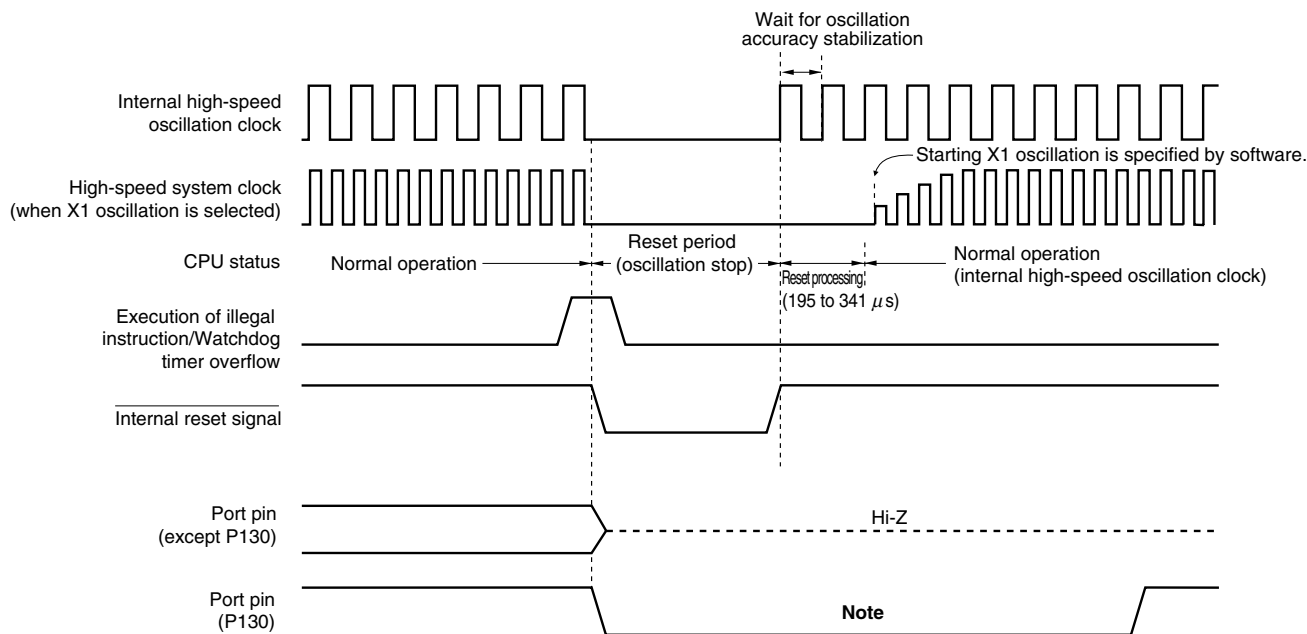 Wait for oscillation
accuracy stabilization
Internal high-speed
oscillation clock
Starting X1 oscillation is specified by software.
High-speed system clock
(when X1 oscillation is selected)
CPU status
Normal operation
Reset period
(oscillation stop)
Reset processing
(195 to 341 μs)
Normal operation
(internal high-speed oscillation clock)
Execution of illegal
instruction/Watchdog
timer overflow
Internal reset signal
Port pin
(except P130)
Hi-Z
Port pin
(P130)
Note